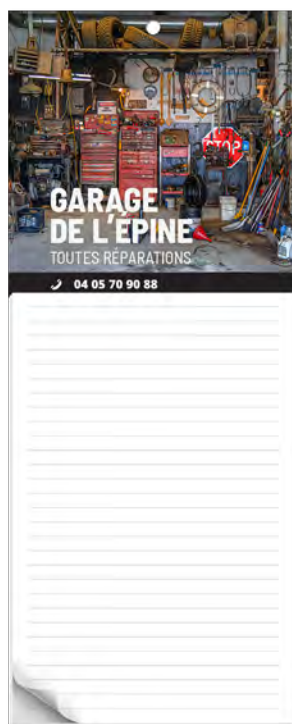 STOP
GARAGE
DE L'ÉPINE
TOUTES RÉPARATIONS
04 05 70 90 88